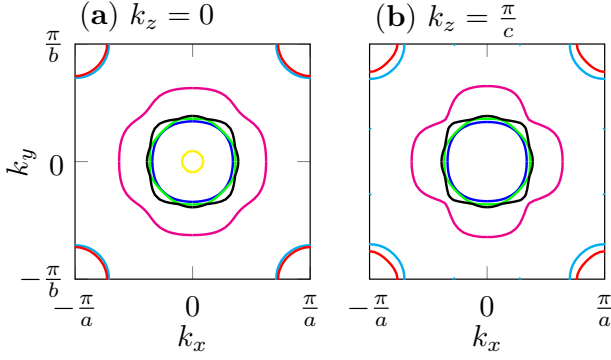 (a) k_z = 0
(b) k_z = π/c
π/b
k_y
0
−π/b
−π/a
0
π/a
k_x
−π/a
0
π/a
k_x